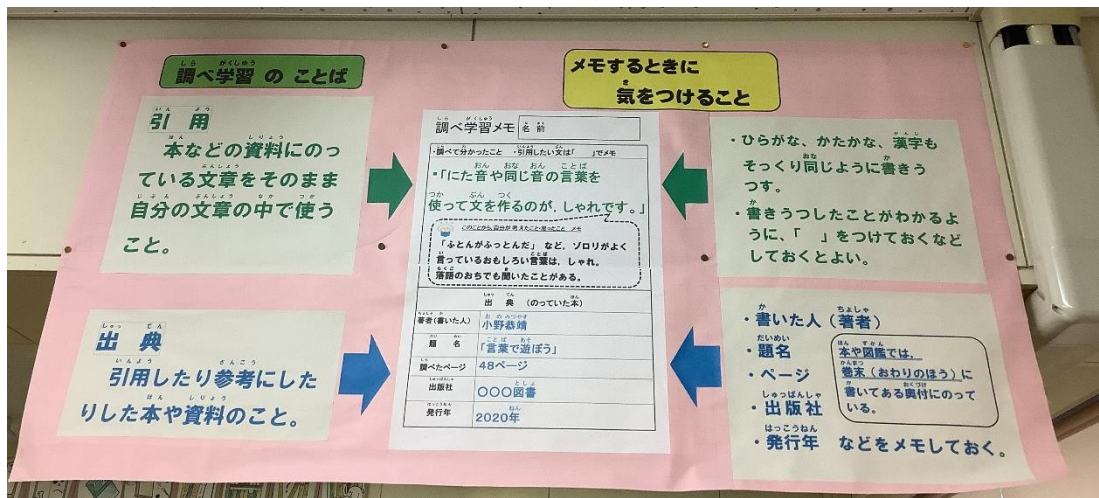 調べ学習 の ことば
引用
本などの資料にのっ
ている文章をそのまま
自分の文章の中で使う
こと。
出典
引用したり参考にした
りした本や資料のこと。
調べ学習メモ 名前
・調べて分かったこと ・引用したい文は「 」でメモ
・「にた音や同じ音の言葉を
使って文を作るのが、しゃれです。」
このことから、自分が考えたこと・思ったこと メモ
「ふとんがふっとんだ」など、ゾロリがよく
言っているおもしろい言葉は、しゃれ。
落語のおちでも聞いたことがある。
出典 (のっていた本)
著者(書いた人) 小野恭靖
題名 「言葉で遊ぼう」
調べたページ 48ページ
出版社 〇〇〇図書
発行年 2020年
メモするときに
気をつけること
・ひらがな、かたかな、漢字も
そっくり同じように書きう
つす。
・書きうつしたことがわかるよ
うに、「 」をつけておくなど
しておくとよい。
・書いた人(著者)
・題名
・ページ
・出版社
・発行年 などをメモしておく。
本や図鑑では、
巻末(おわりのほう)に
書いてある奥付にのって
いる。